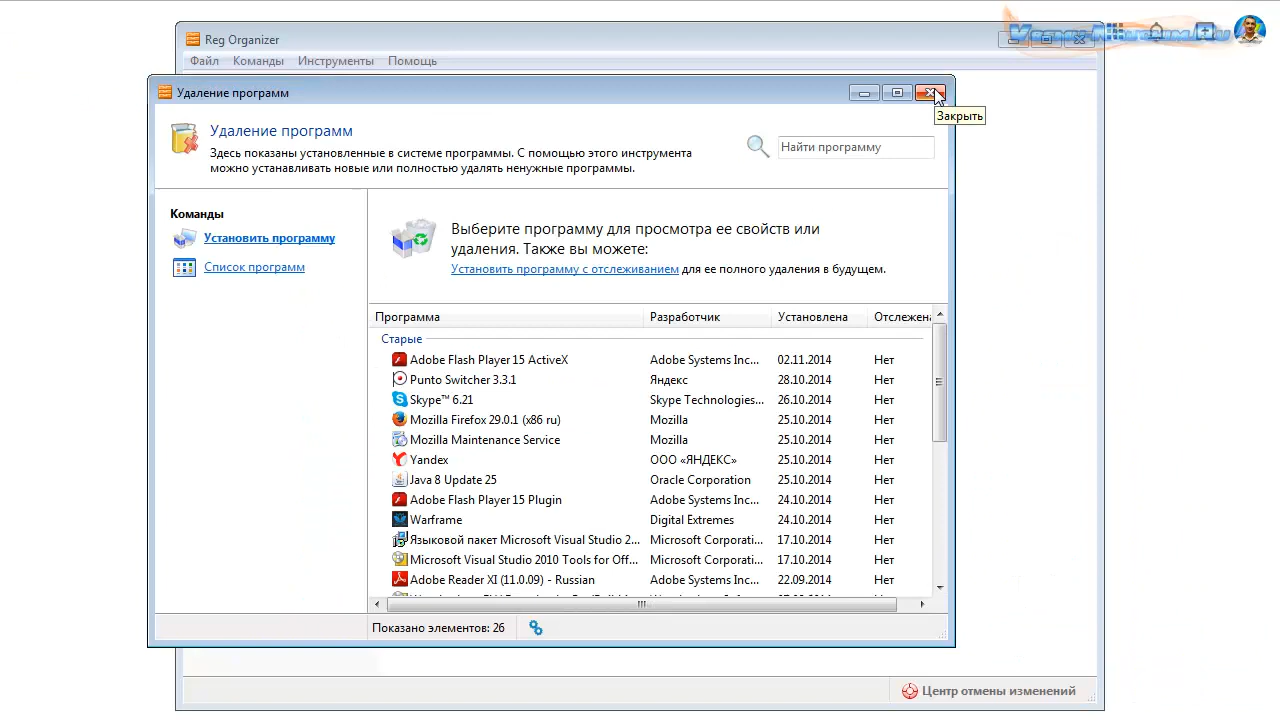 Reg Organizer
Файл Команды Инструменты Помощь
Удаление программ
Закрыть
Удаление программ
Здесь показаны установленные в системе программы. С помощью этого инструмента
можно устанавливать новые или полностью удалять ненужные программы.
Найти программу
Команды
Установить программу
Список программ
Выберите программу для просмотра ее свойств или
удаления. Также вы можете:
Установить программу с отслеживанием для ее полного удаления в будущем.
Программа Разработчик Установлена Отслежена
Старые
Adobe Flash Player 15 ActiveX Adobe Systems Inc... 02.11.2014 Нет
Punto Switcher 3.3.1 Яндекс 28.10.2014 Нет
Skype™ 6.21 Skype Technologies... 26.10.2014 Нет
Mozilla Firefox 29.0.1 (x86 ru) Mozilla 25.10.2014 Нет
Mozilla Maintenance Service Mozilla 25.10.2014 Нет
Yandex ООО «ЯНДЕКС» 25.10.2014 Нет
Java 8 Update 25 Oracle Corporation 25.10.2014 Нет
Adobe Flash Player 15 Plugin Adobe Systems Inc... 24.10.2014 Нет
Warframe Digital Extremes 24.10.2014 Нет
Языковой пакет Microsoft Visual Studio 2... Microsoft Corporati... 17.10.2014 Нет
Microsoft Visual Studio 2010 Tools for Off... Microsoft Corporati... 17.10.2014 Нет
Adobe Reader XI (11.0.09) - Russian Adobe Systems Inc... 22.09.2014 Нет
Показано элементов: 26
Центр отмены изменений